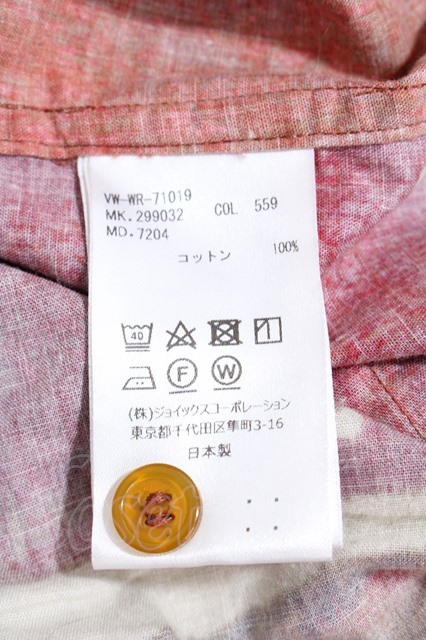 VW-WR-71019
MK.299032 COL 559
MD.7204
コットン 100%
40
F W
(株)ジョイックスコーポレーション
東京都千代田区隼町3-16
日本製